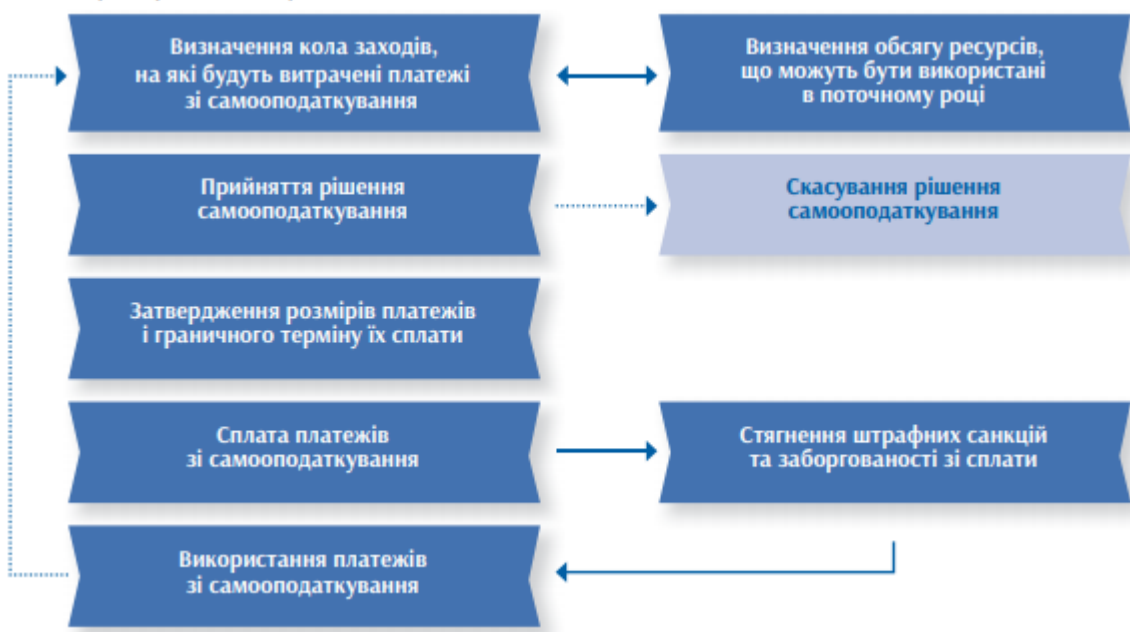 Визначення кола заходів,
на які будуть витрачені платежі
зі самооподаткування
Визначення обсягу ресурсів,
що можуть бути використані
в поточному році
Прийняття рішення
самооподаткування
Скасування рішення
самооподаткування
Затвердження розмірів платежів
і граничного терміну їх сплати
Сплата платежів
зі самооподаткування
Стягнення штрафних санкцій
та заборгованості зі сплати
Використання платежів
зі самооподаткування